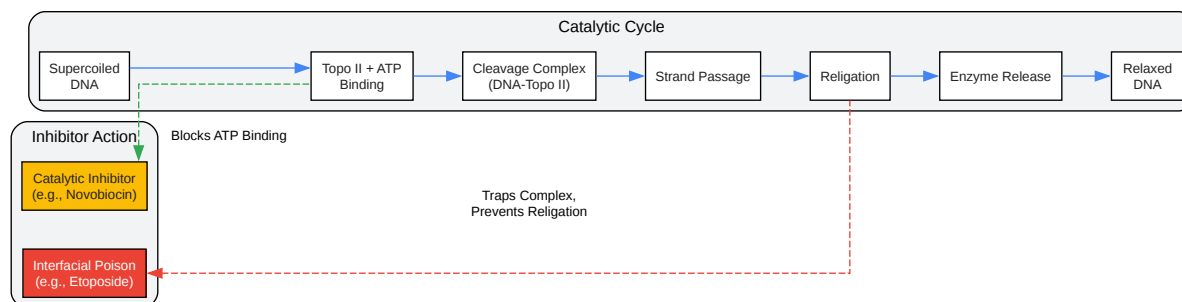 Catalytic Cycle
Supercoiled
DNA
Topo II + ATP
Binding
Cleavage Complex
(DNA-Topo II)
Strand Passage
Religation
Enzyme Release
Relaxed
DNA
Inhibitor Action
Blocks ATP Binding
Catalytic Inhibitor
(e.g., Novobiocin)
Traps Complex,
Prevents Religation
Interfacial Poison
(e.g., Etoposide)